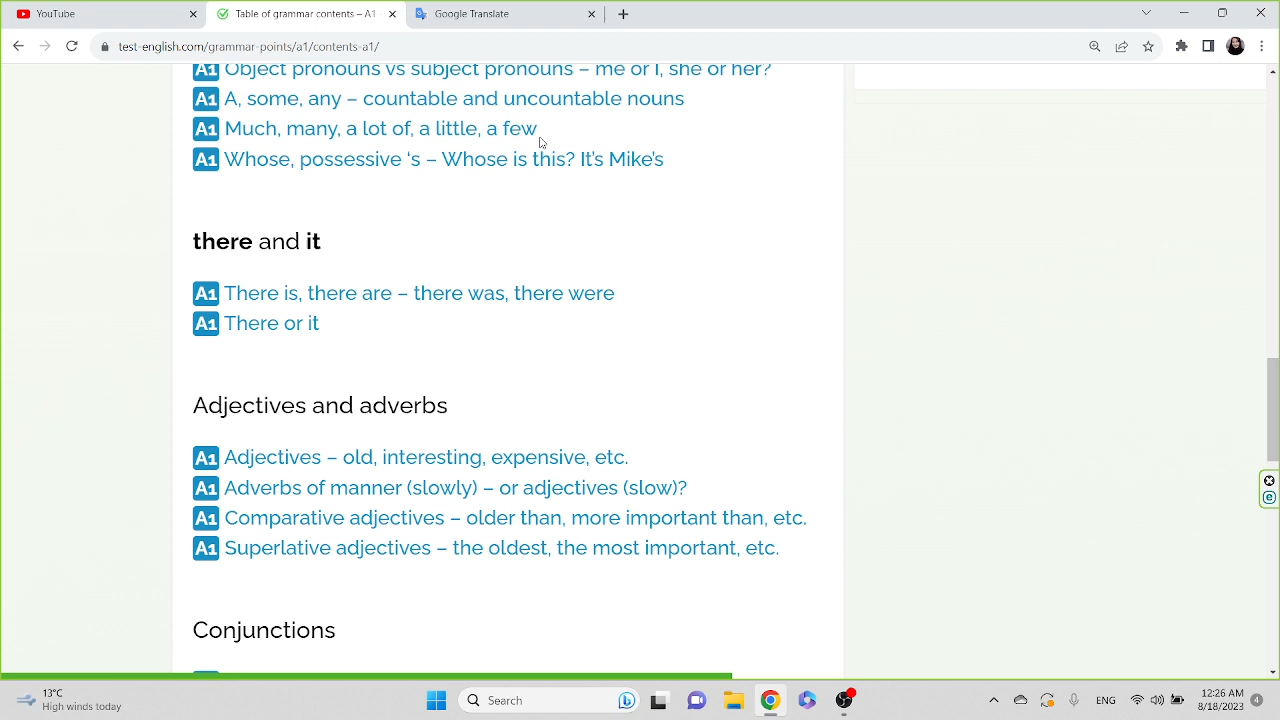 YouTube
Table of grammar contents – A1
Google Translate
test-english.com/grammar-points/a1/contents-a1/
A1 Object pronouns vs subject pronouns – me or I, she or her?
A1 A, some, any – countable and uncountable nouns
A1 Much, many, a lot of, a little, a few
A1 Whose, possessive ‘s – Whose is this? It’s Mike’s
there and it
A1 There is, there are – there was, there were
A1 There or it
Adjectives and adverbs
A1 Adjectives – old, interesting, expensive, etc.
A1 Adverbs of manner (slowly) – or adjectives (slow)?
A1 Comparative adjectives – older than, more important than, etc.
A1 Superlative adjectives – the oldest, the most important, etc.
Conjunctions
13°C
High winds today
Search
ENG
12:26 AM
8/18/2023
4